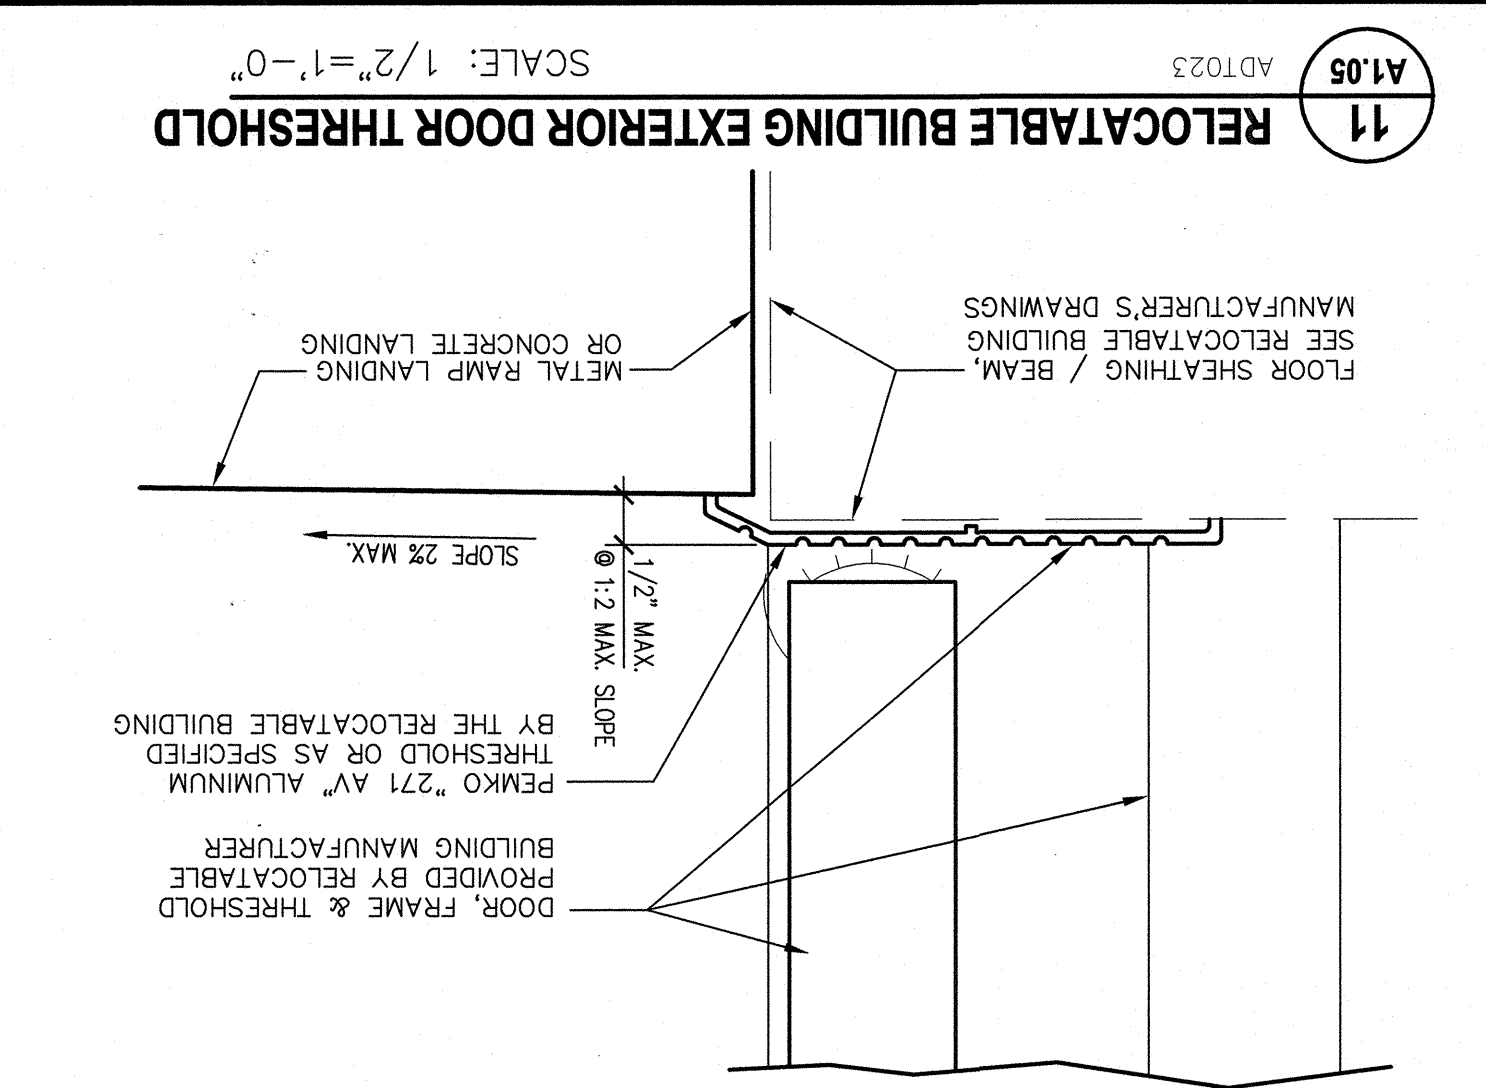 DOOR, FRAME & THRESHOLD
PROVIDED BY RELOCATABLE
BUILDING MANUFACTURER
PEMKO "271 AV" ALUMINUM
THRESHOLD OR AS SPECIFIED
BY THE RELOCATABLE BUILDING
1/2" MAX.
@ 1:2 MAX. SLOPE
SLOPE 2% MAX.
FLOOR SHEATHING / BEAM,
SEE RELOCATABLE BUILDING
MANUFACTURER'S DRAWINGS
METAL RAMP LANDING
OR CONCRETE LANDING
11
A1.05
RELOCATABLE BUILDING EXTERIOR DOOR THRESHOLD
ADT023
SCALE: 1/2"=1'-0"